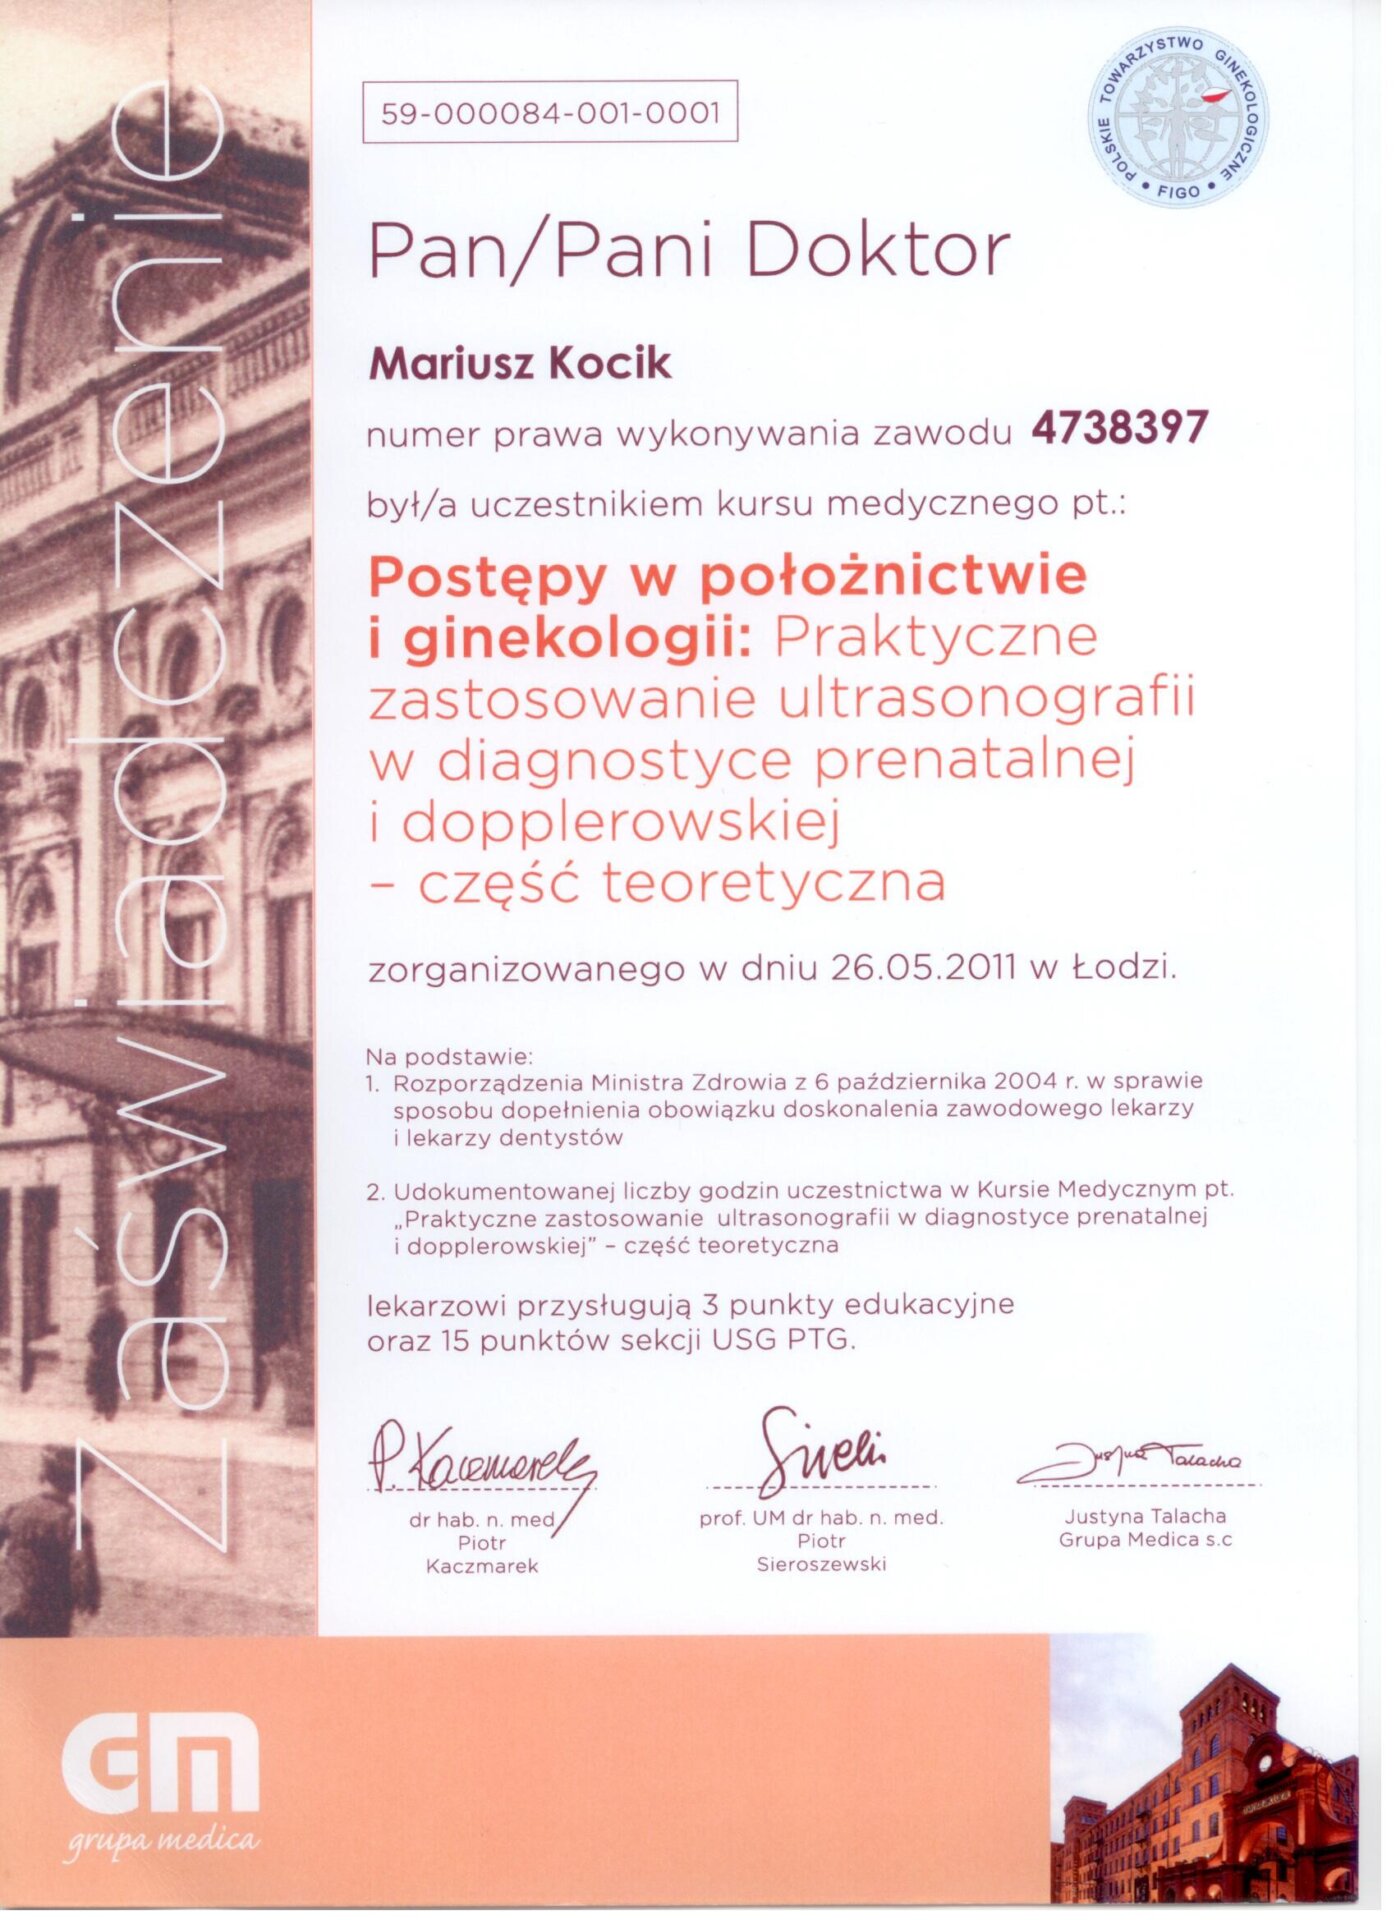 Zaświadczenie
59-000084-001-0001
POLSKIE TOWARZYSTWO GINEKOLOGICZNE
• FIGO •
Pan/Pani Doktor
Mariusz Kocik
numer prawa wykonywania zawodu 4738397
był/a uczestnikiem kursu medycznego pt.:
Postępy w położnictwie
i ginekologii: Praktyczne
zastosowanie ultrasonografii
w diagnostyce prenatalnej
i dopplerowskiej
– część teoretyczna
zorganizowanego w dniu 26.05.2011 w Łodzi.
Na podstawie:
1. Rozporządzenia Ministra Zdrowia z 6 października 2004 r. w sprawie
sposobu dopełnienia obowiązku doskonalenia zawodowego lekarzy
i lekarzy dentystów
2. Udokumentowanej liczby godzin uczestnictwa w Kursie Medycznym pt.
„Praktyczne zastosowanie ultrasonografii w diagnostyce prenatalnej
i dopplerowskiej” – część teoretyczna
lekarzowi przysługują 3 punkty edukacyjne
oraz 15 punktów sekcji USG PTG.
P. Kaczmarek
Justyna Talacha
dr hab. n. med
Piotr
Kaczmarek
prof. UM dr hab. n. med.
Piotr
Sieroszewski
Justyna Talacha
Grupa Medica s.c
GM
grupa medica